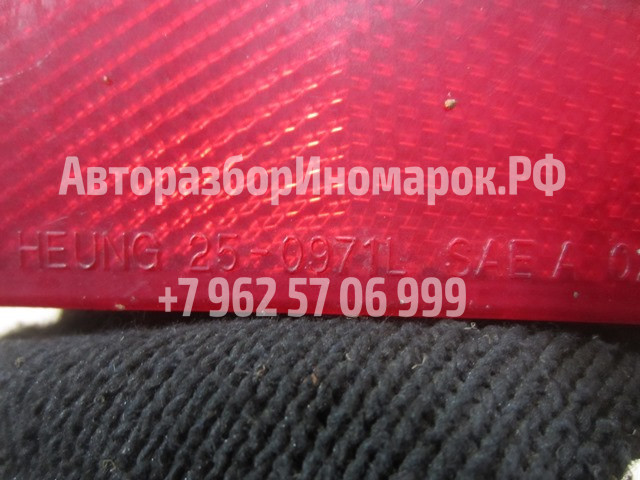 АвторазборИномарок.РФ
HEUNG 25-0971L SAE A
+7 962 57 06 999